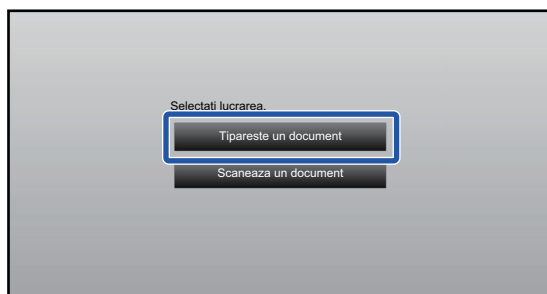 Selectati lucrarea.
Tipareste un document
Scaneaza un document